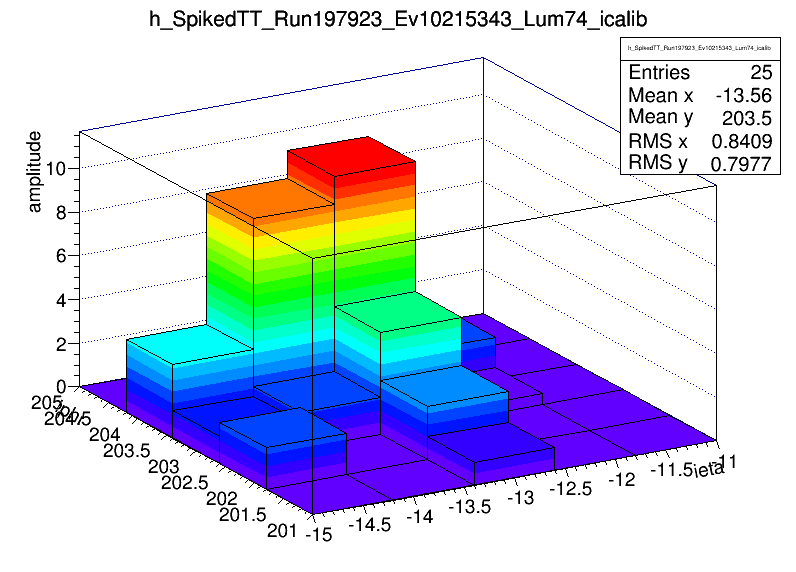 h_SpikedTT_Run197923_Ev10215343_Lum74_icalib
h_SpikedTT_Run197923_Ev10215343_Lum74_icalib
Entries 25
Mean x -13.56
Mean y 203.5
RMS x 0.8409
RMS y 0.7977
amplitude
10
8
6
4
2
0
205
204.5
204
203.5
203
202.5
202
201.5
201
-15
-14.5
-14
-13.5
-13
-12.5
-12
-11.5
-11
ieta